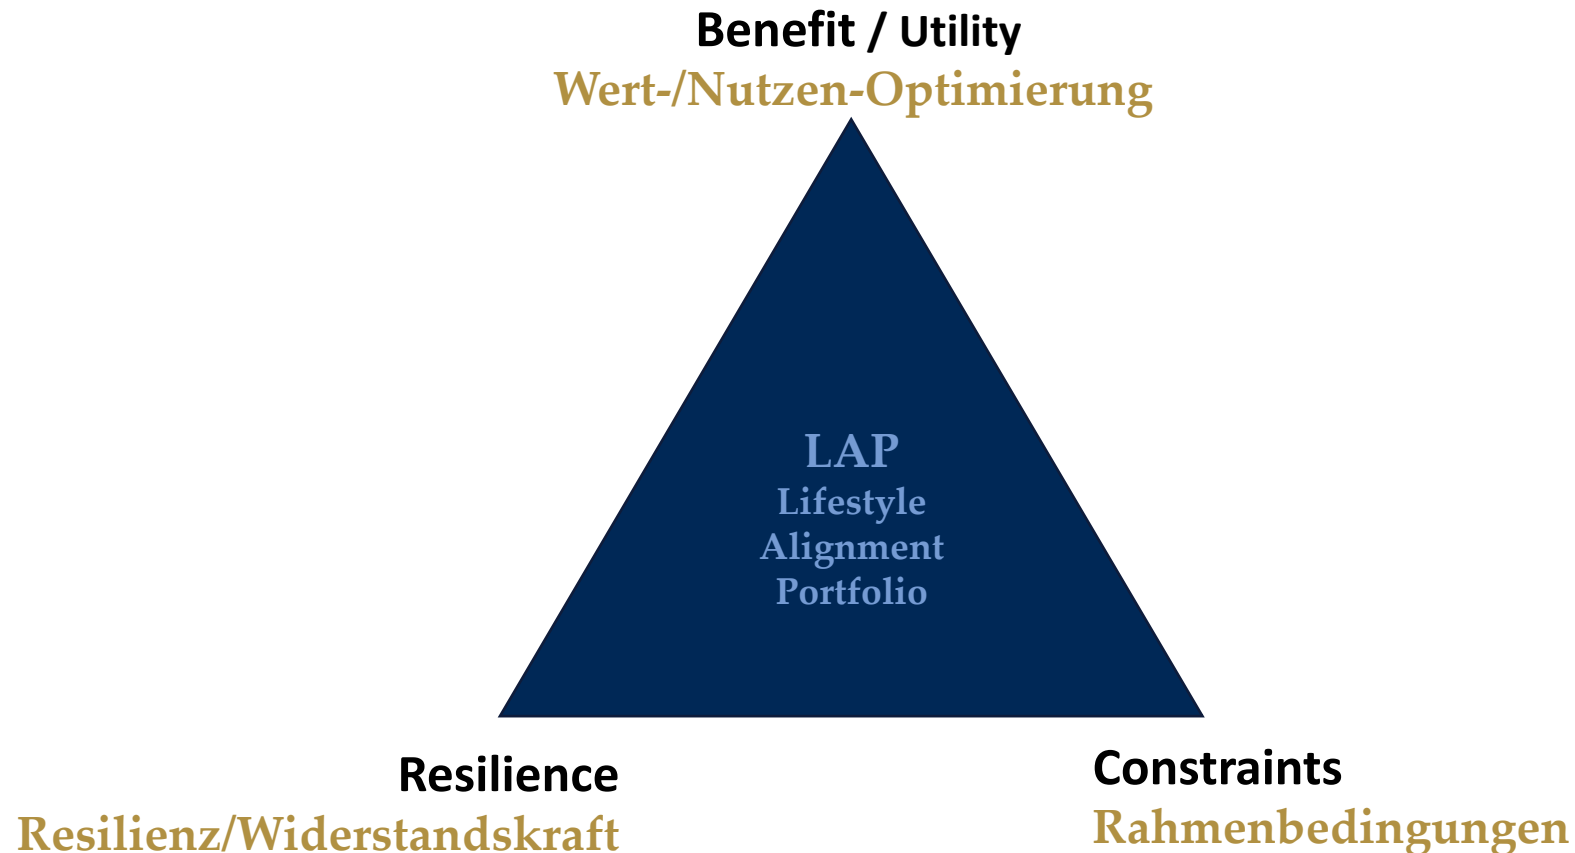 Benefit / Utility
Wert-/Nutzen-Optimierung
LAP
Lifestyle
Alignment
Portfolio
Resilience
Resilienz/Widerstandskraft
Constraints
Rahmenbedingungen